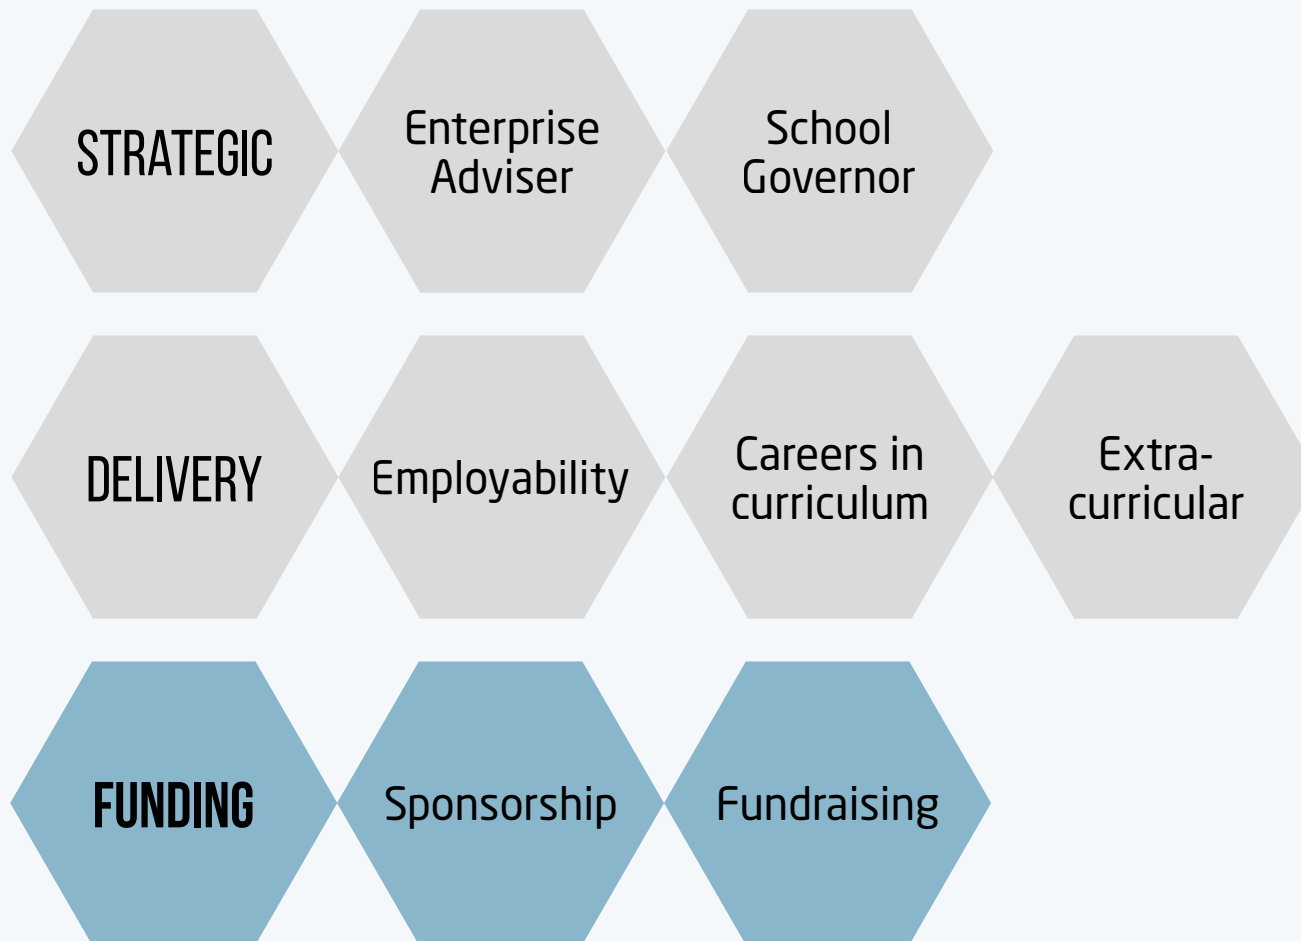 STRATEGIC
Enterprise
Adviser
School
Governor
DELIVERY
Employability
Careers in
curriculum
Extra-
curricular
FUNDING
Sponsorship
Fundraising